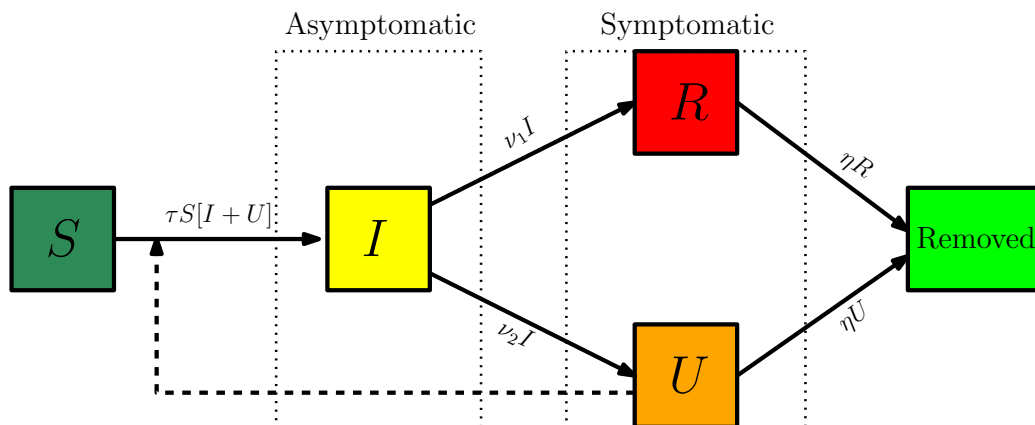 Asymptomatic
Symptomatic
R
ν₁I
ηR
τS[I + U]
S
I
Removed
ν₂I
ηU
U